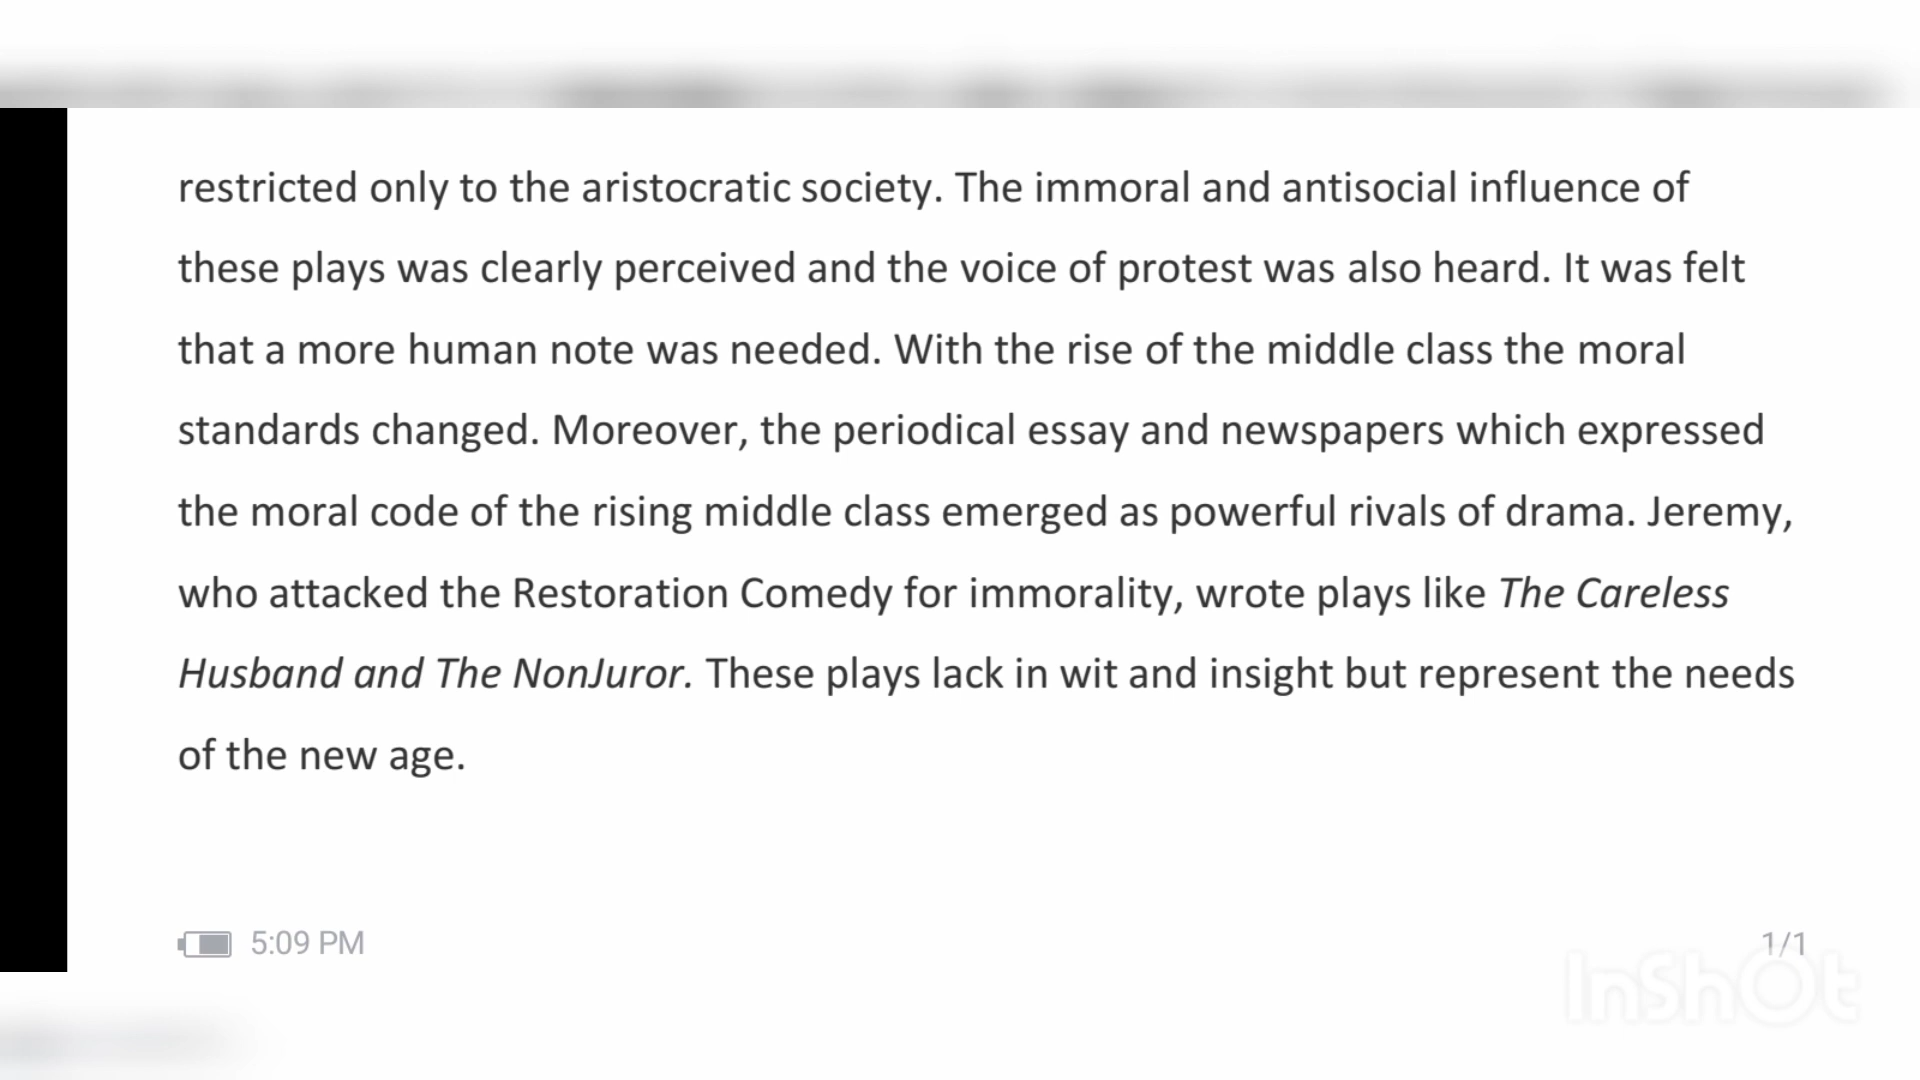 restricted only to the aristocratic society. The immoral and antisocial influence of
these plays was clearly perceived and the voice of protest was also heard. It was felt
that a more human note was needed. With the rise of the middle class the moral
standards changed. Moreover, the periodical essay and newspapers which expressed
the moral code of the rising middle class emerged as powerful rivals of drama. Jeremy,
who attacked the Restoration Comedy for immorality, wrote plays like The Careless
Husband and The NonJuror. These plays lack in wit and insight but represent the needs
of the new age.
5:09 PM
1/1
InShOt